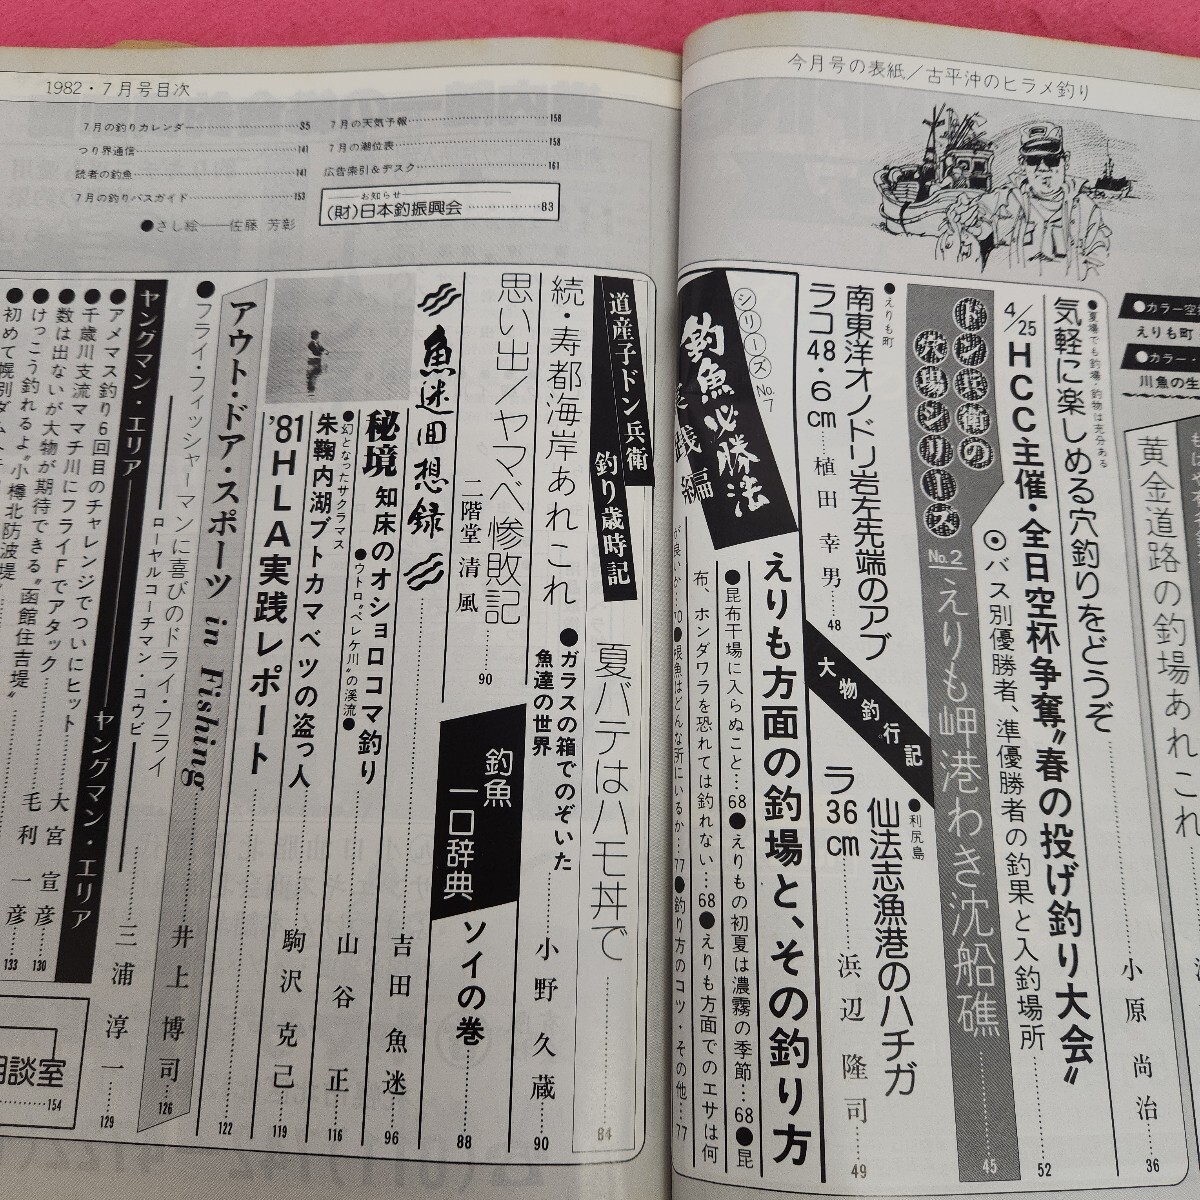 今月号の表紙／古平沖のヒラメ釣り
●カラー
えりも町
●カラー・
川魚の生
黄金道路の釣場あれこれ
●夏場でも釣場・釣物は充分ある
気軽に楽しめる穴釣りをどうぞ
小原尚治
36
4/25HCC主催・全日空杯争奪〝春の投げ釣り大会〟
⦿バス別優勝者、準優勝者の釣果と入釣場所
52
トン兵衛の
穴場シリーズ
No.2
えりも岬港わき沈船礁
45
●えりも町
南東洋オノドリ岩左先端のアブラコ48・6cm
植田幸男
48
大物釣行記
●利尻島
仙法志漁港のハチガラ36cm
浜辺隆司
49
シリーズNo.7
釣魚必勝法
実践編
えりも方面の釣場と、その釣り方
●昆布干場に入らぬこと…68●えりもの初夏は濃霧の季節…68●昆
布、ホンダワラを恐れては釣れない…68●えりも方面でのエサは何
が良いか…70●根魚はどんな所にいるか…77●釣り方のコツ・その他…77
1982・7月号目次
7月の釣りカレンダー 35
つり界通信 141
読者の釣魚 141
7月の釣りバスガイド 153
7月の天気予報 158
7月の潮位表 158
広告索引＆デスク 161
お知らせ
(財)日本釣振興会 83
●さし絵——佐藤 芳彰
道産子ドン兵衛
釣り歳時記
夏バテはハモ丼で
84
続・寿都海岸あれこれ
●ガラスの箱でのぞいた
魚達の世界
小野久蔵
90
思い出／ヤマベ惨敗記
二階堂清風
90
釣魚
一口辞典
ソイの巻
88
魚迷回想録
吉田魚迷
96
秘境 知床のオショロコマ釣り
●ウトロ〝ペレケ川〟の渓流●
●幻となったサクラマス
朱鞠内湖ブトカマベツの盗っ人
山谷正
116
'81HLA実践レポート
駒沢克己
119
アウト・ドア・スポーツ in Fishing
122
●フライ・フィッシャーマンに喜びのドライ・フライ
井上博司
126
ローヤルコーチマン・コウビ
三浦淳一
129
ヤングマン・エリア
ヤングマン・エリア
●アメマス釣り6回目のチャレンジでついにヒット
●千歳川支流ママチ川にフライFでアタック
大宮宣彦
130
●数は出ないが大物が期待できる〝函館住吉堤〟
毛利一彦
133
●けっこう釣れるよ〝小樽北防波堤〟
●初めて幌別ダム
相談室
154